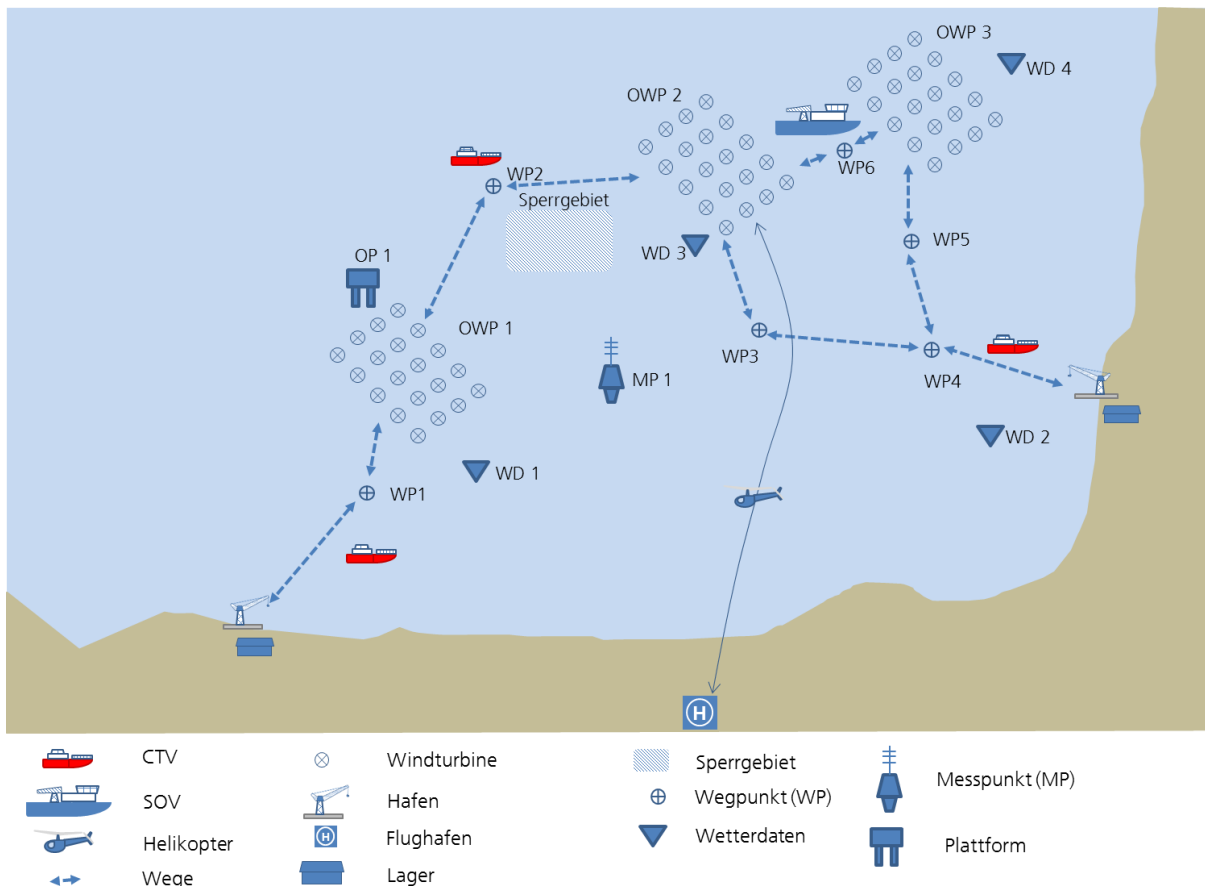 OWP 3
WD 4
OWP 2
WP2
WP6
Sperrgebiet
WP5
WD 3
OP 1
OWP 1
WP3
MP 1
WP4
WD 2
WD 1
WP1
H
CTV
Windturbine
Sperrgebiet
Messpunkt (MP)
SOV
Hafen
Wegpunkt (WP)
Helikopter
H
Flughafen
Wetterdaten
Plattform
Wege
Lager